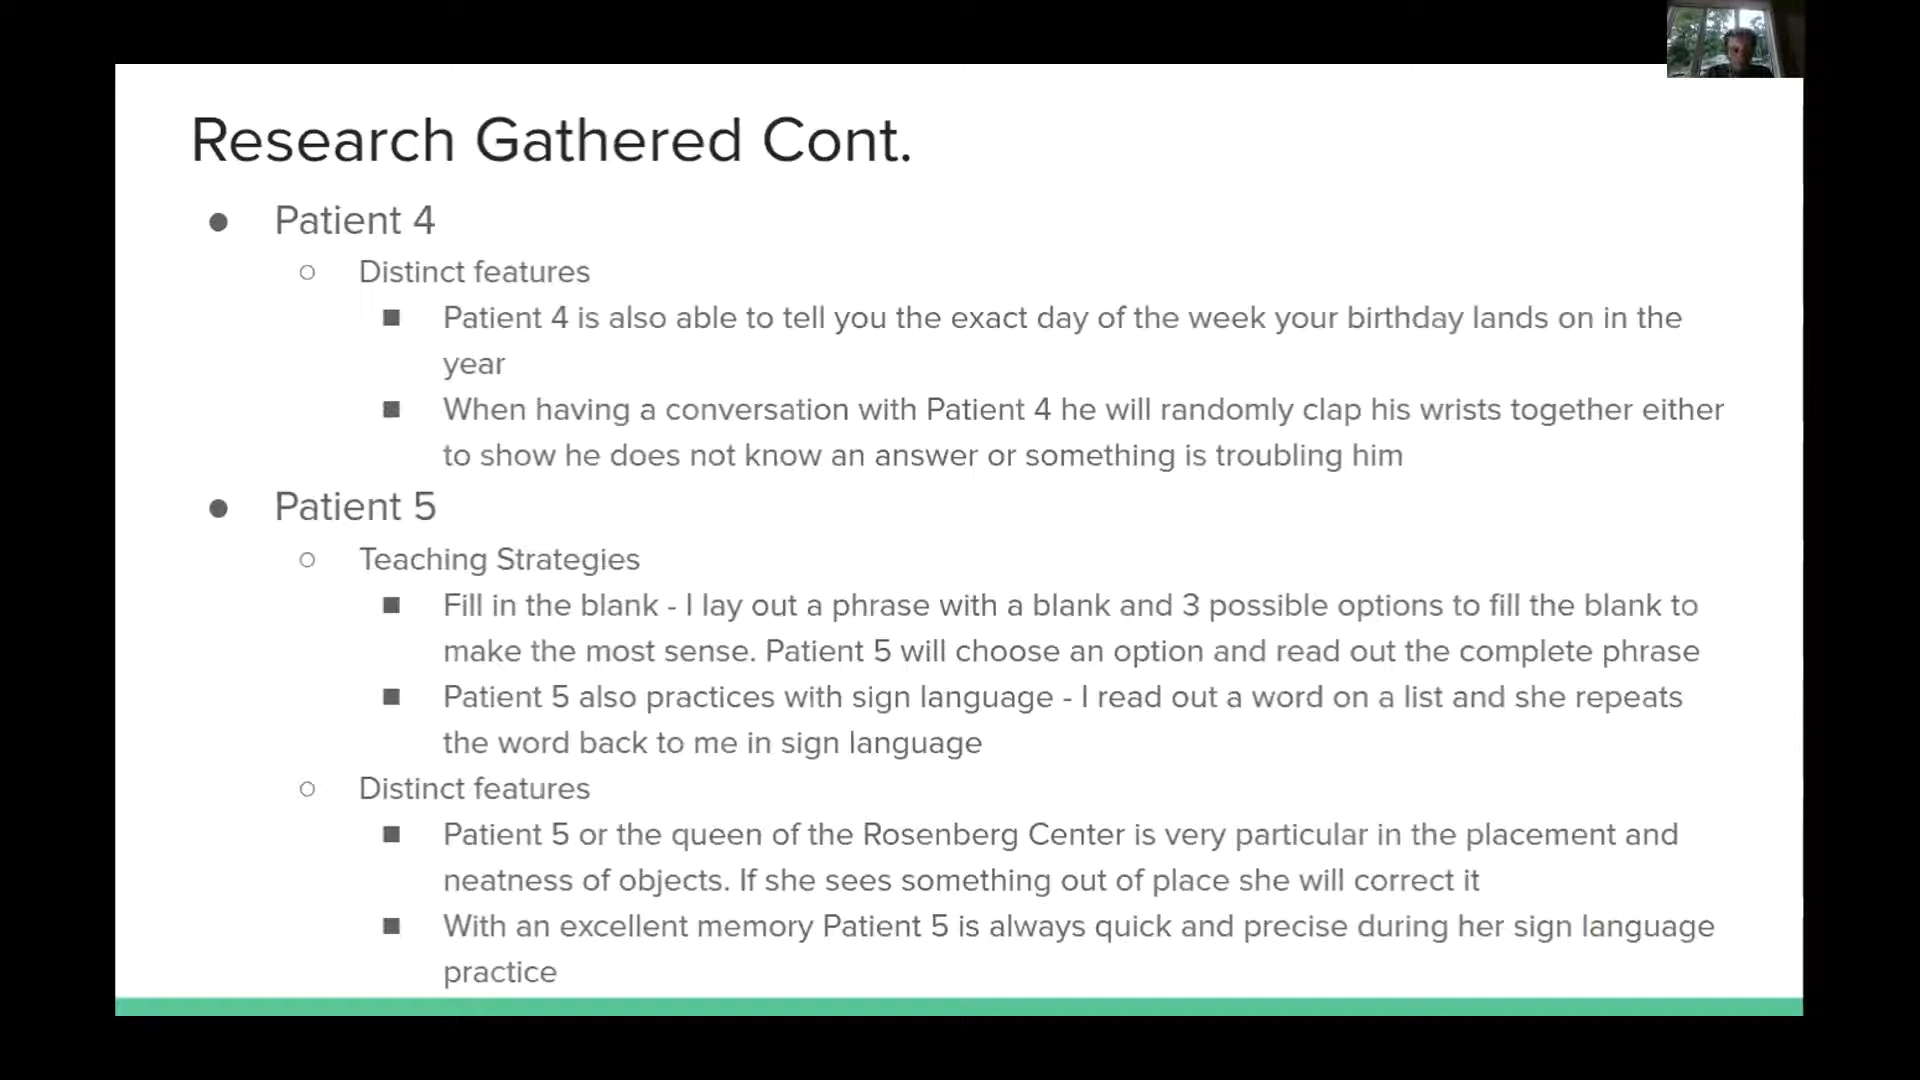 Research Gathered Cont.
● Patient 4
○ Distinct features
■ Patient 4 is also able to tell you the exact day of the week your birthday lands on in the
year
■ When having a conversation with Patient 4 he will randomly clap his wrists together either
to show he does not know an answer or something is troubling him
● Patient 5
○ Teaching Strategies
■ Fill in the blank - I lay out a phrase with a blank and 3 possible options to fill the blank to
make the most sense. Patient 5 will choose an option and read out the complete phrase
■ Patient 5 also practices with sign language - I read out a word on a list and she repeats
the word back to me in sign language
○ Distinct features
■ Patient 5 or the queen of the Rosenberg Center is very particular in the placement and
neatness of objects. If she sees something out of place she will correct it
■ With an excellent memory Patient 5 is always quick and precise during her sign language
practice